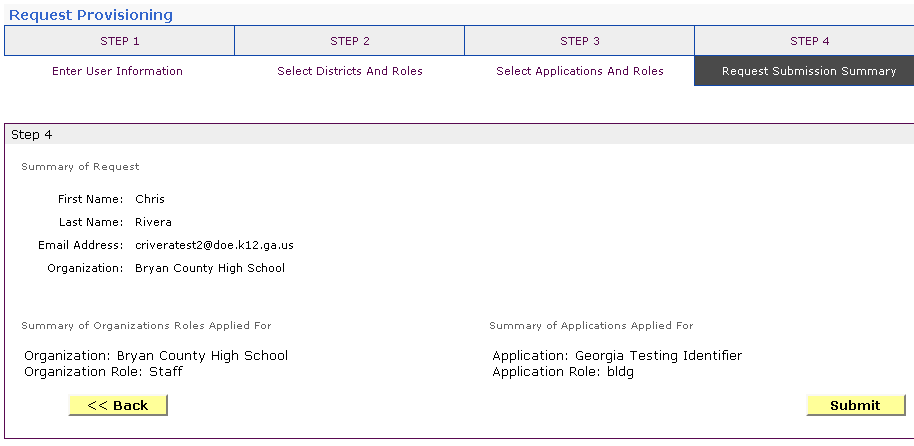 Request Provisioning
STEP 1 STEP 2 STEP 3 STEP 4
Enter User Information Select Districts And Roles Select Applications And Roles Request Submission Summary
Step 4
Summary of Request
First Name: Chris
Last Name: Rivera
Email Address: criveratest2@doe.k12.ga.us
Organization: Bryan County High School
Summary of Organizations Roles Applied For
Organization: Bryan County High School
Organization Role: Staff
Summary of Applications Applied For
Application: Georgia Testing Identifier
Application Role: bldg
<< Back
Submit